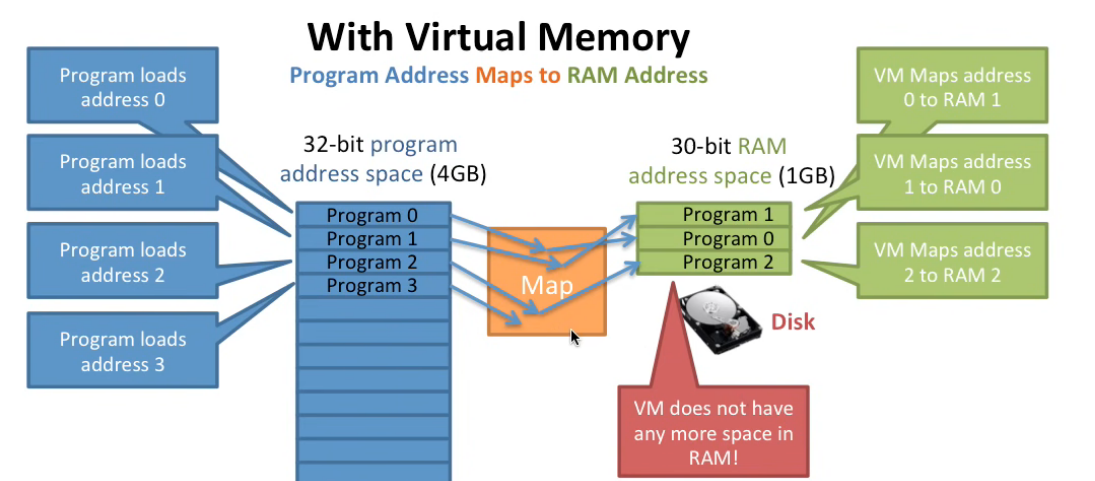 With Virtual Memory
Program Address Maps to RAM Address
Program loads
address 0
Program loads
address 1
Program loads
address 2
Program loads
address 3
32-bit program
address space (4GB)
Program 0
Program 1
Program 2
Program 3
Map
30-bit RAM
address space (1GB)
Program 1
Program 0
Program 2
Disk
VM does not have
any more space in
RAM!
VM Maps address
0 to RAM 1
VM Maps address
1 to RAM 0
VM Maps address
2 to RAM 2